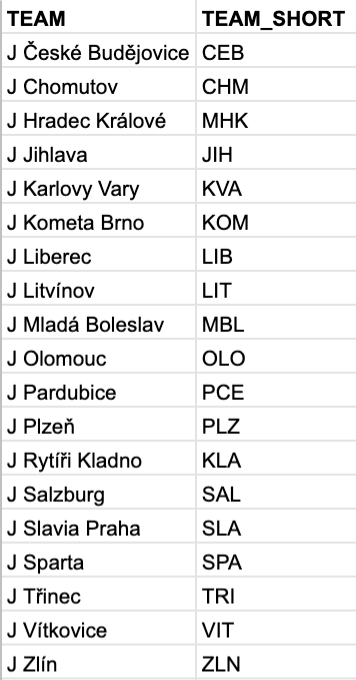 TEAM TEAM_SHORT
J České Budějovice CEB
J Chomutov CHM
J Hradec Králové MHK
J Jihlava JIH
J Karlovy Vary KVA
J Kometa Brno KOM
J Liberec LIB
J Litvínov LIT
J Mladá Boleslav MBL
J Olomouc OLO
J Pardubice PCE
J Plzeň PLZ
J Rytíři Kladno KLA
J Salzburg SAL
J Slavia Praha SLA
J Sparta SPA
J Třinec TRI
J Vítkovice VIT
J Zlín ZLN